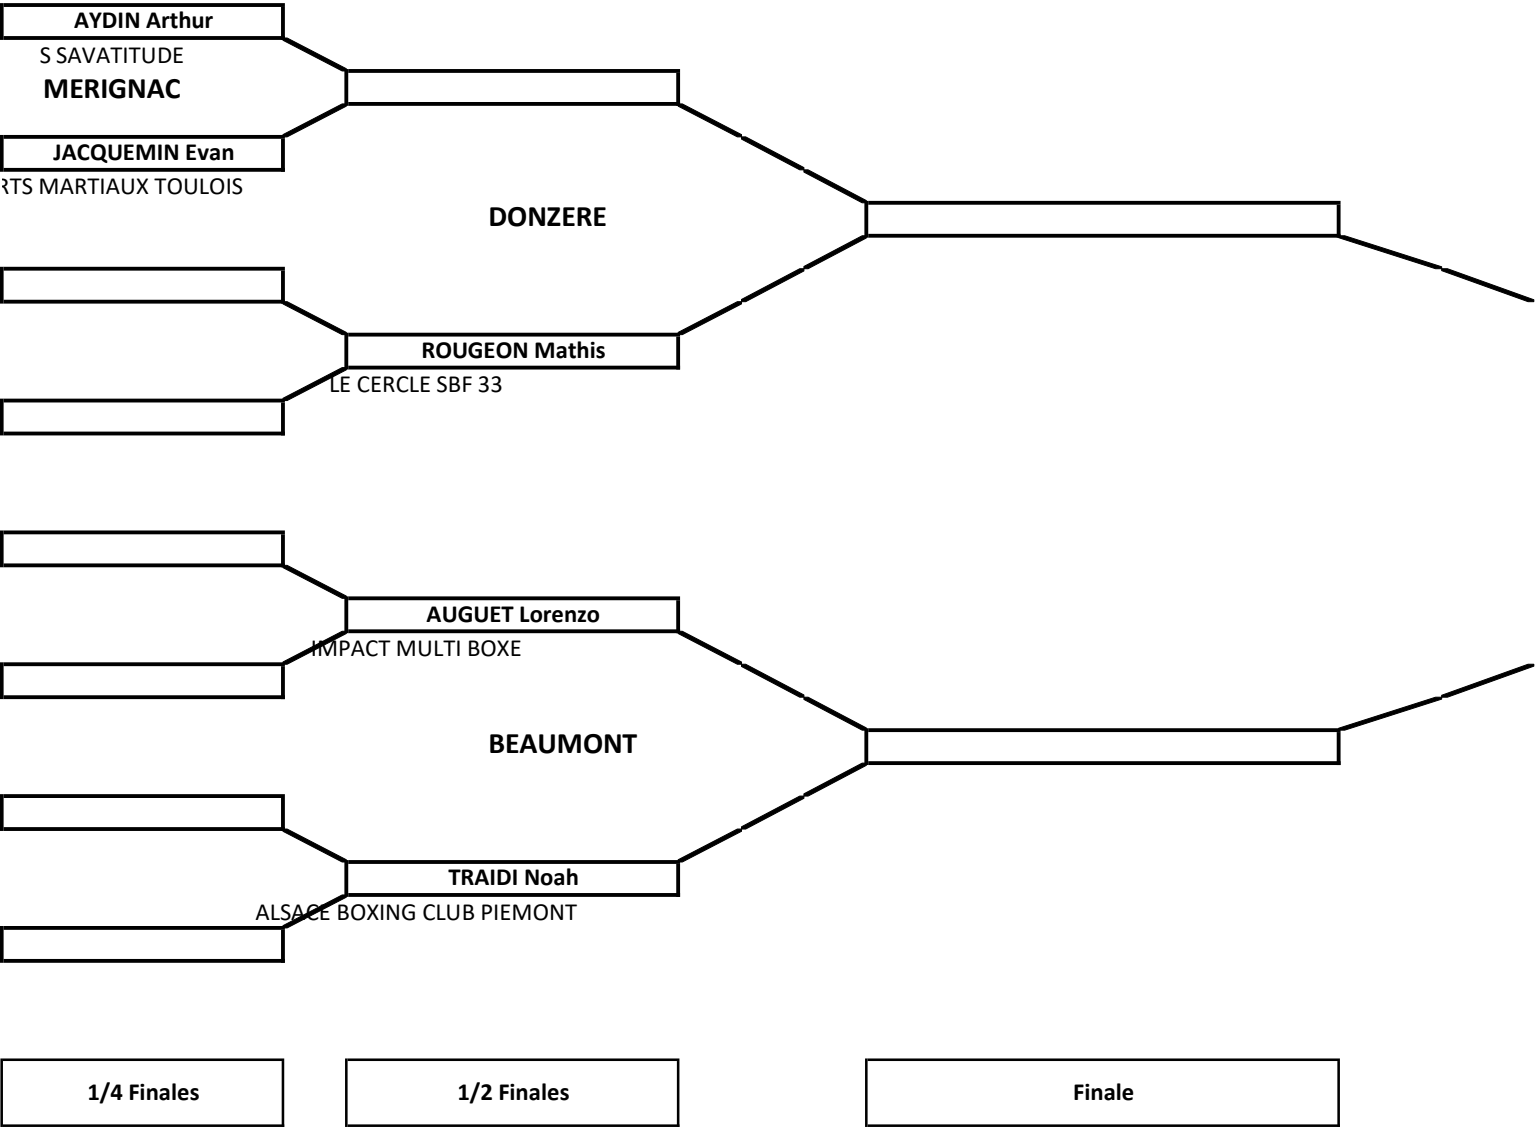 AYDIN Arthur
S SAVATITUDE
MERIGNAC
JACQUEMIN Evan
RTS MARTIAUX TOULOIS
DONZERE
ROUGEON Mathis
LE CERCLE SBF 33
AUGUET Lorenzo
IMPACT MULTI BOXE
BEAUMONT
TRAIDI Noah
ALSACE BOXING CLUB PIEMONT
1/4 Finales
1/2 Finales
Finale